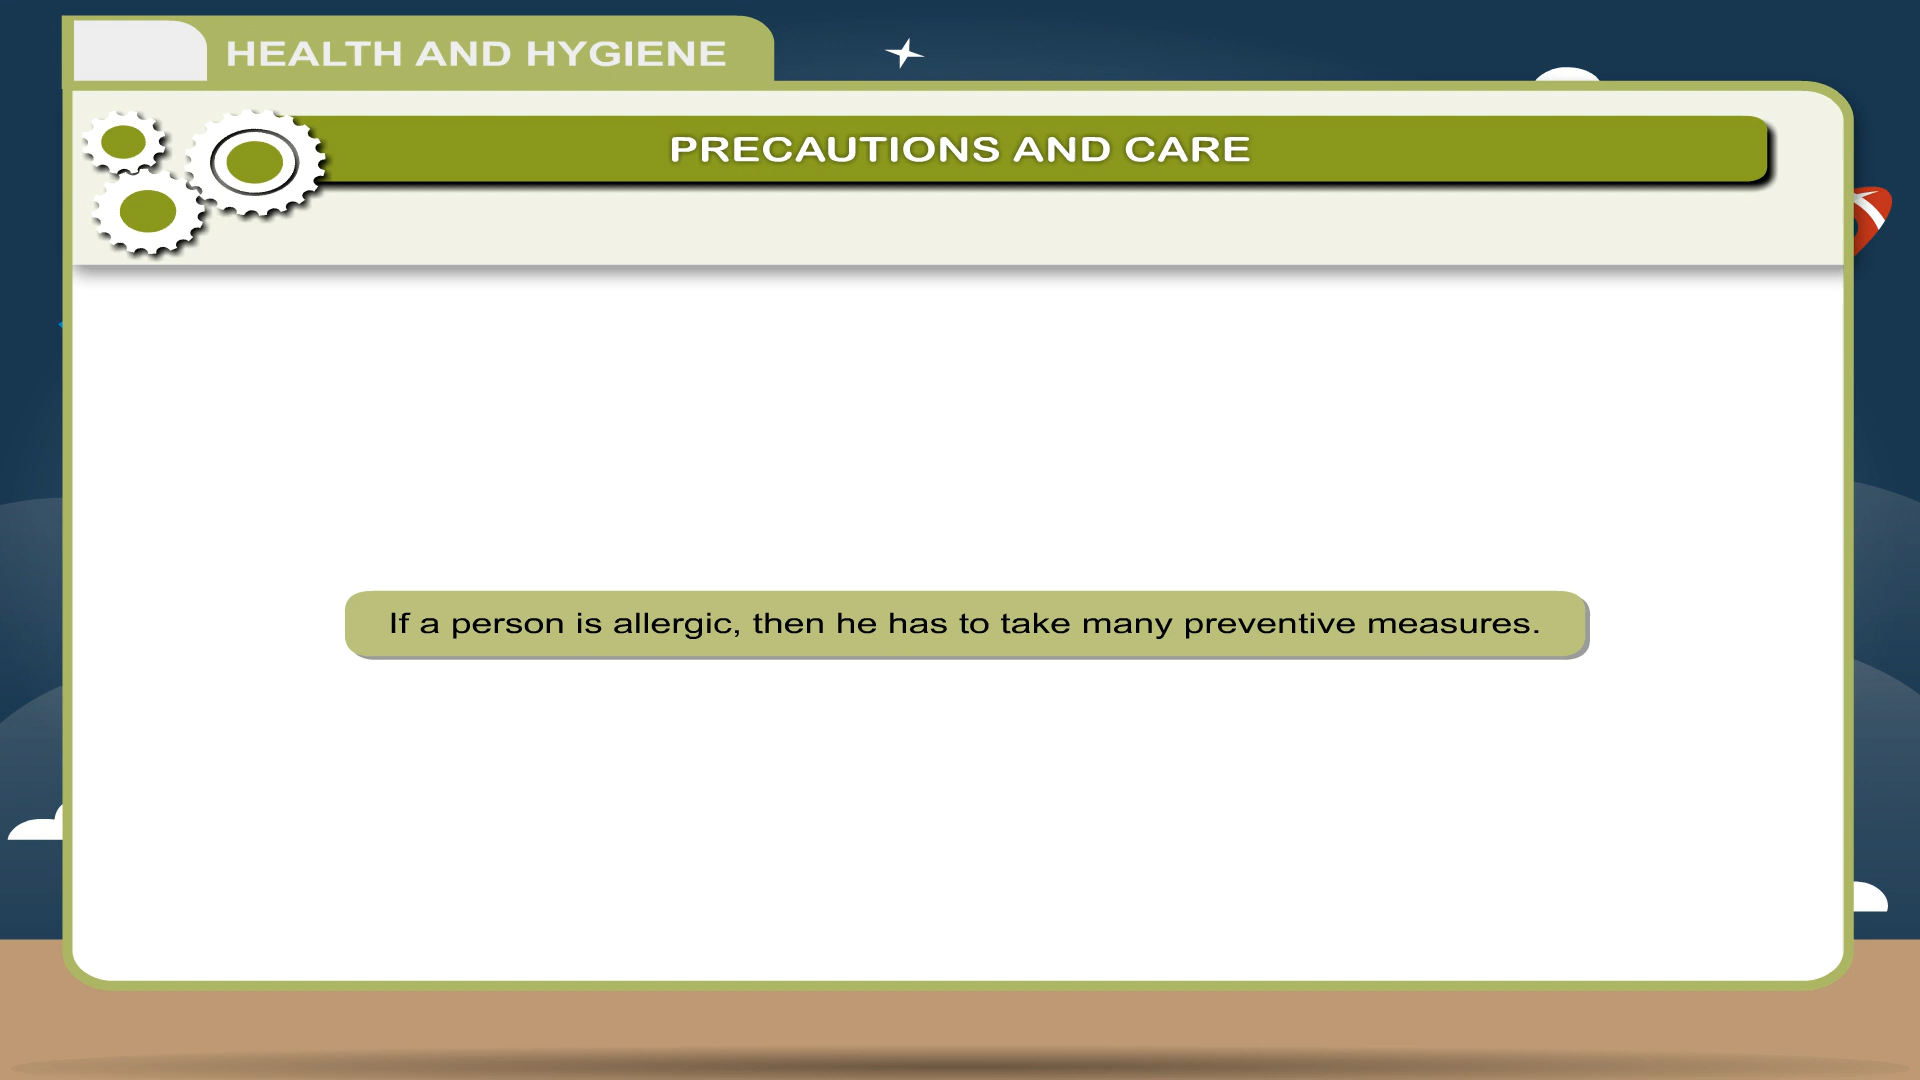 HEALTH AND HYGIENE
PRECAUTIONS AND CARE
If a person is allergic, then he has to take many preventive measures.